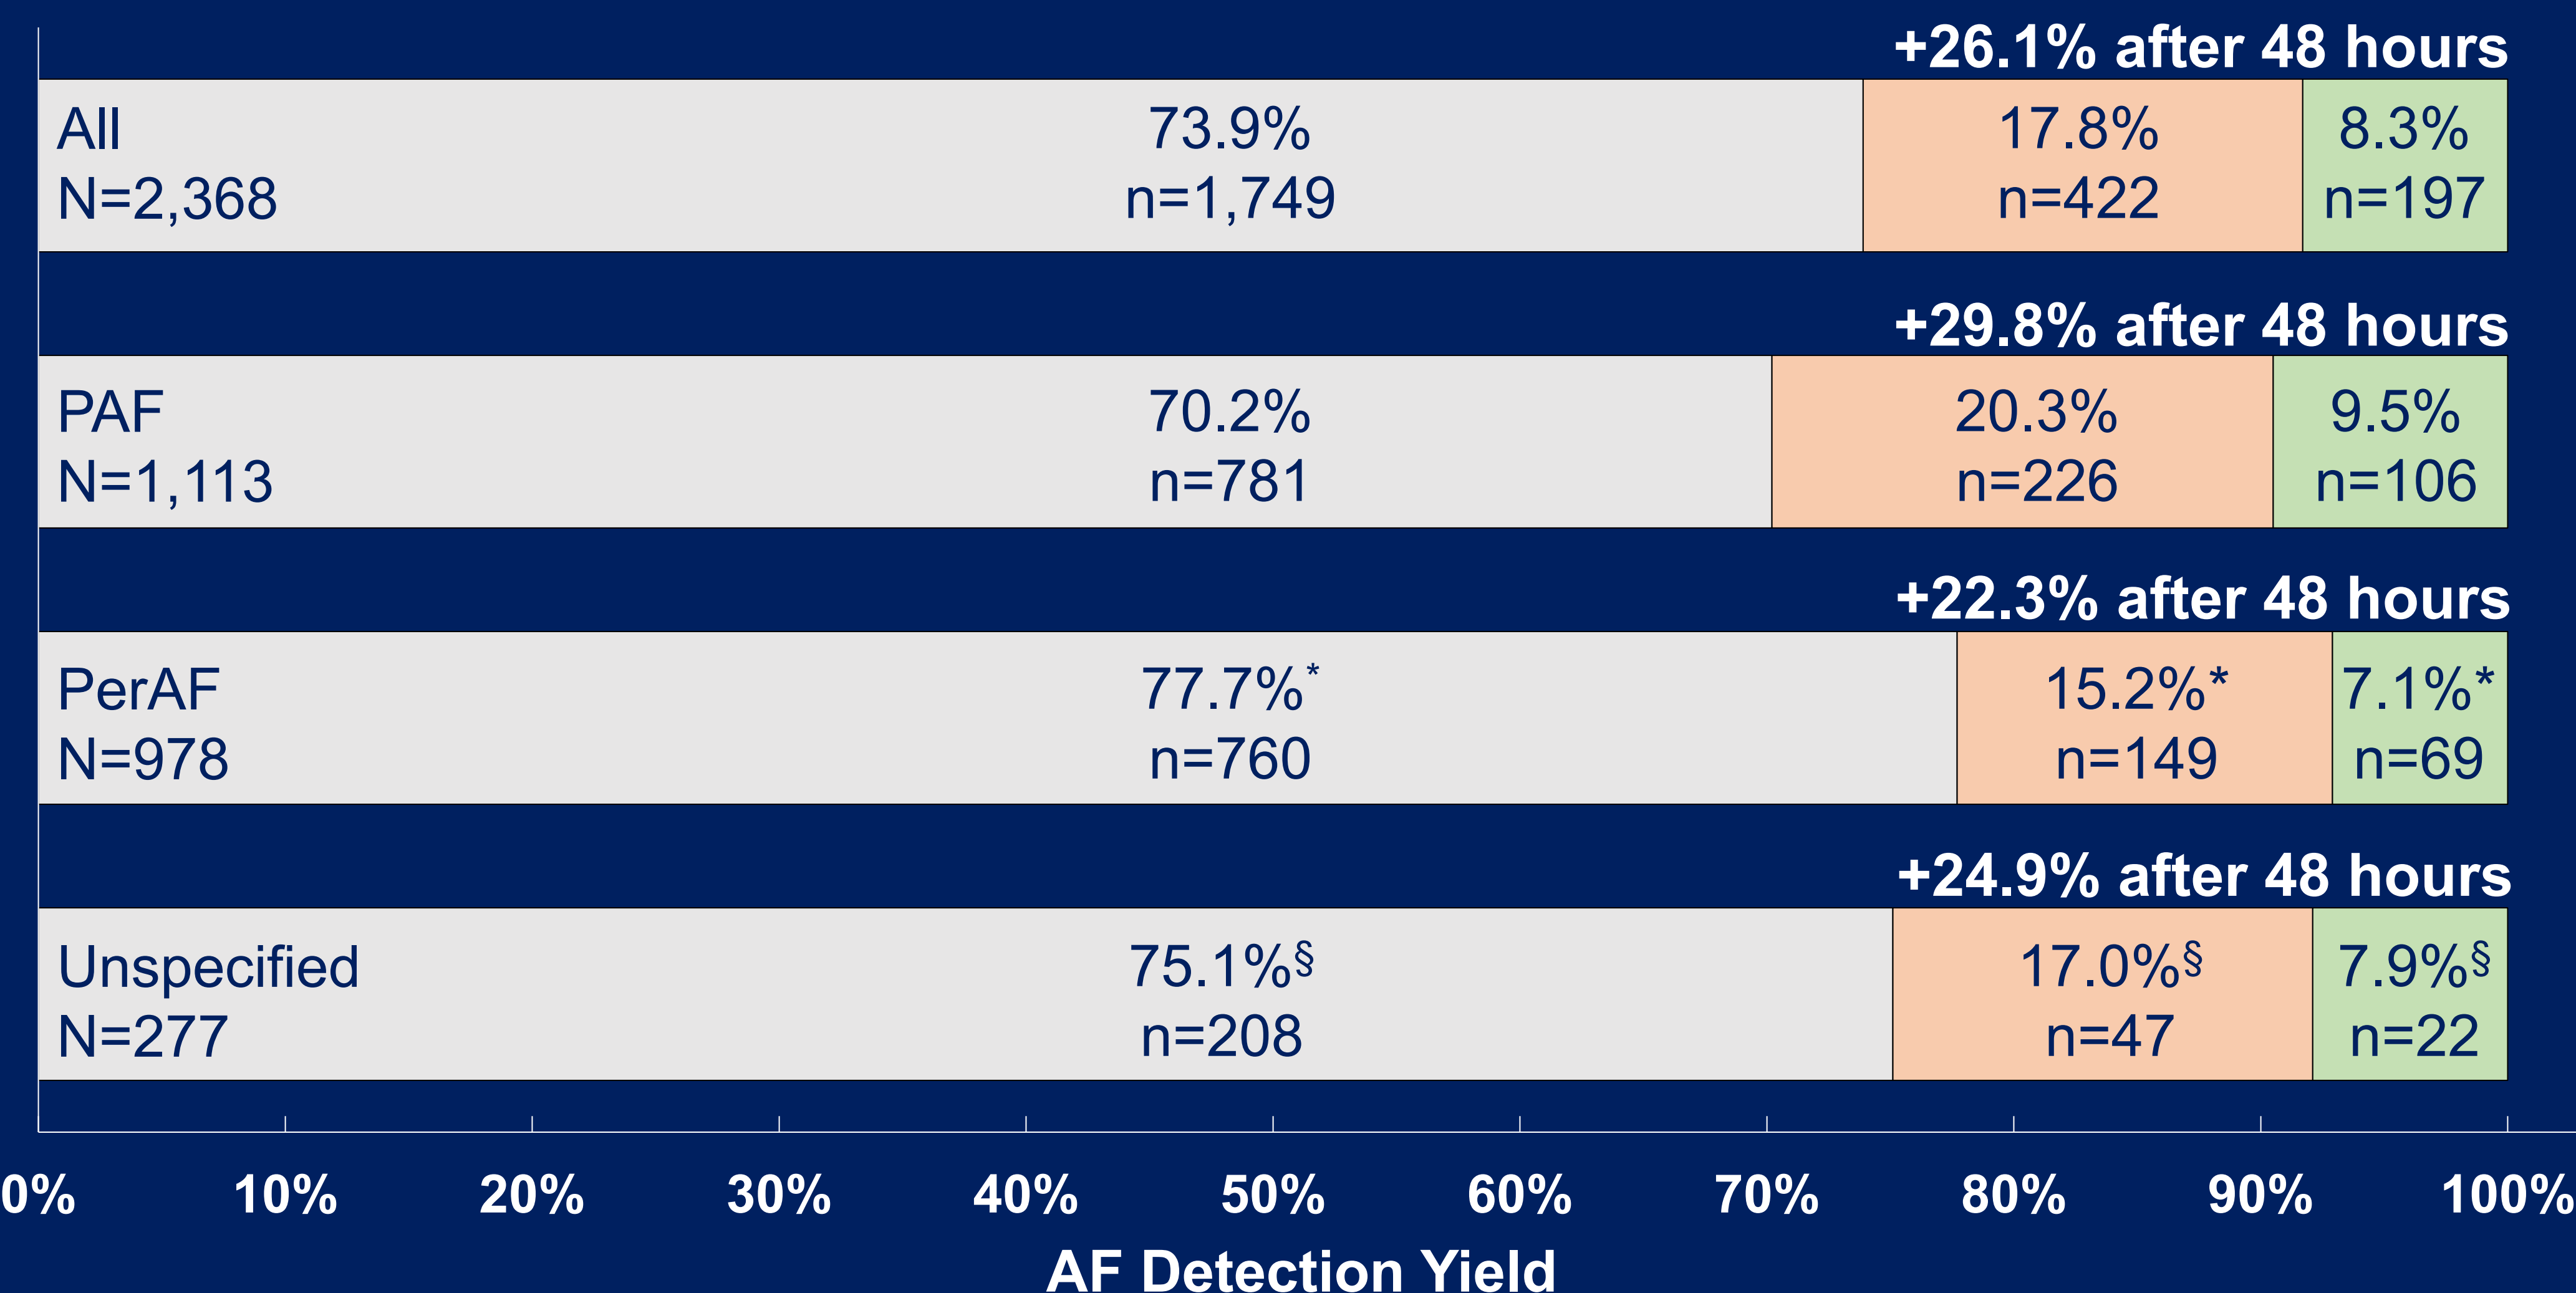 +26.1% after 48 hours
All
N=2,368
73.9%
n=1,749
17.8%
n=422
8.3%
n=197
+29.8% after 48 hours
PAF
N=1,113
70.2%
n=781
20.3%
n=226
9.5%
n=106
+22.3% after 48 hours
PerAF
N=978
77.7%*
n=760
15.2%*
n=149
7.1%*
n=69
+24.9% after 48 hours
Unspecified
N=277
75.1%§
n=208
17.0%§
n=47
7.9%§
n=22
0% 10% 20% 30% 40% 50% 60% 70% 80% 90% 100%
AF Detection Yield